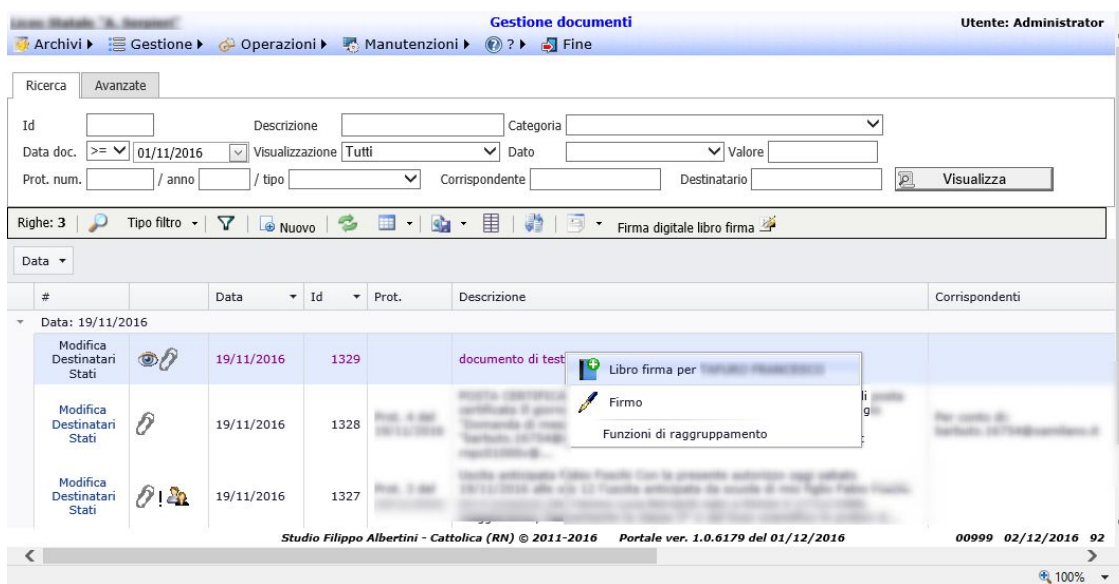 Gestione documenti
Utente: Administrator
Archivi Gestione Operazioni Manutenzioni ? Fine
Ricerca Avanzate
Id Descrizione Categoria
Data doc. >= 01/11/2016 Visualizzazione Tutti Dato Valore
Prot. num. / anno / tipo Corrispondente Destinatario Visualizza
Righe: 3 Tipo filtro Nuovo Firma digitale libro firma
Data
# Data Id Prot. Descrizione Corrispondenti
Data: 19/11/2016
Modifica
Destinatari
Stati
19/11/2016 1329 documento di test
Libro firma per
Firmo
Funzioni di raggruppamento
Modifica
Destinatari
Stati
19/11/2016 1328
Modifica
Destinatari
Stati
19/11/2016 1327
Studio Filippo Albertini - Cattolica (RN) © 2011-2016 Portale ver. 1.0.6179 del 01/12/2016 00999 02/12/2016 92
100%